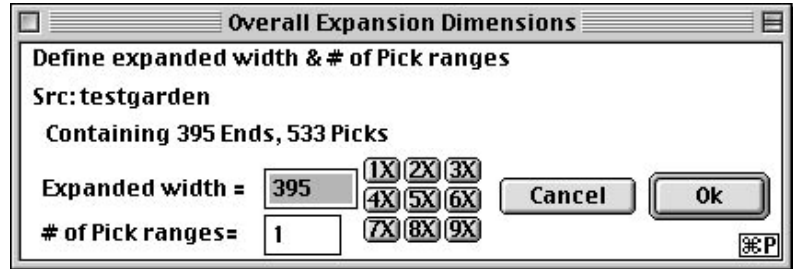 Overall Expansion Dimensions
Define expanded width & # of Pick ranges
Src: testgarden
Containing 395 Ends, 533 Picks
Expanded width = 395
1X 2X 3X
4X 5X 6X
7X 8X 9X
# of Pick ranges= 1
Cancel Ok
⌘P